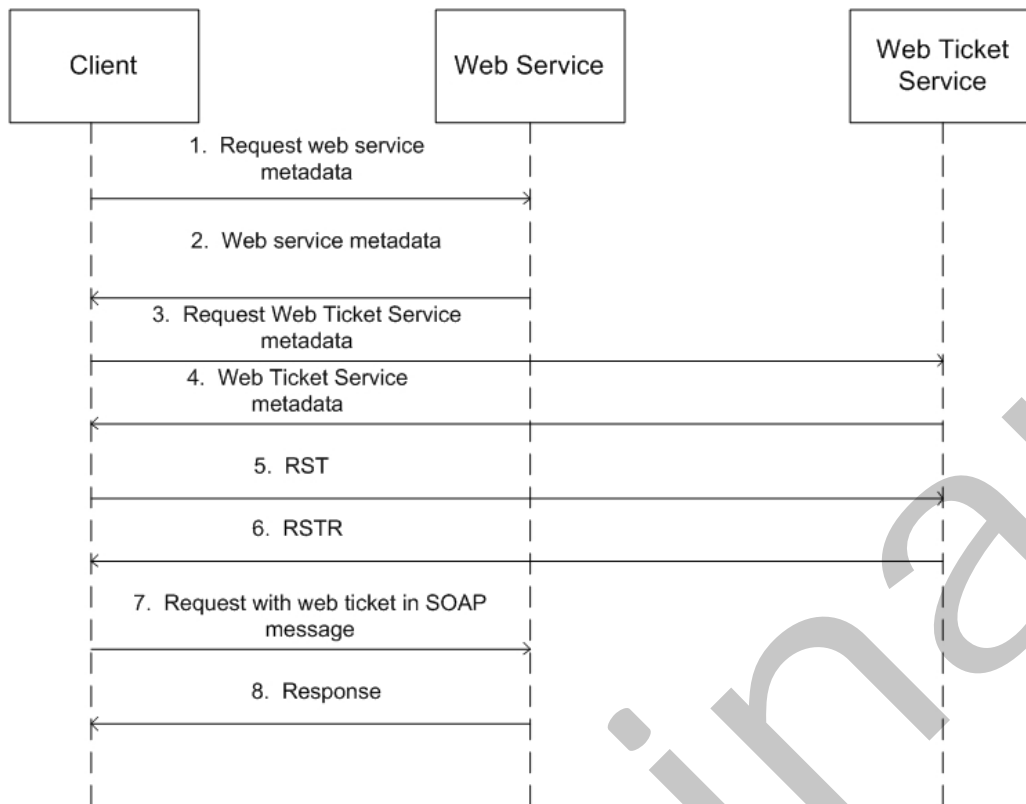 Client
Web Service
Web Ticket
Service
1. Request web service
metadata
2. Web service metadata
3. Request Web Ticket Service
metadata
4. Web Ticket Service
metadata
5. RST
6. RSTR
7. Request with web ticket in SOAP
message
8. Response
ina